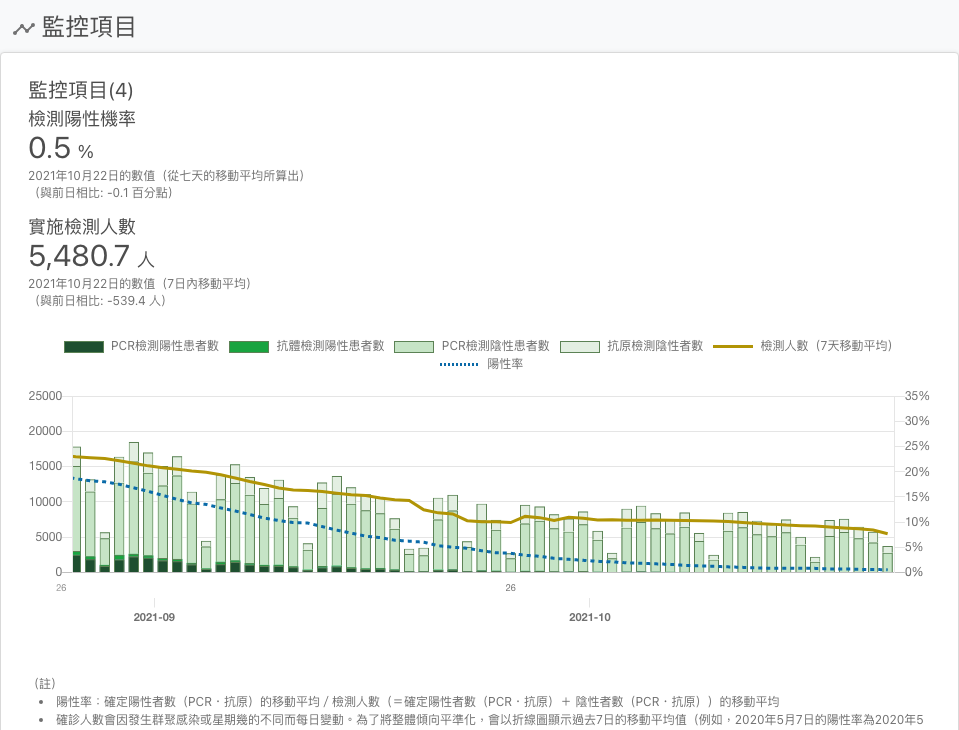 監控項目
監控項目(4)
檢測陽性機率
0.5 %
2021年10月22日的數值（從七天的移動平均所算出）
（與前日相比: -0.1 百分點）
實施檢測人數
5,480.7 人
2021年10月22日的數值（7日內移動平均）
（與前日相比: -539.4 人）
PCR檢測陽性患者數 抗體檢測陽性患者數 PCR檢測陰性患者數 抗原檢測陰性者數 檢測人數（7天移動平均）
陽性率
25000 35%
30%
20000
25%
15000 20%
15%
10000
10%
5000 5%
0 0%
26 26
2021-09 2021-10
（註）
• 陽性率：確定陽性者數（PCR・抗原）的移動平均 / 檢測人數（＝確定陽性者數（PCR・抗原）＋ 陰性者數（PCR・抗原））的移動平均
• 確診人數會因發生群聚感染或星期幾的不同而每日變動。為了將整體傾向平準化，會以折線圖顯示過去7日的移動平均值（例如，2020年5月7日的陽性率為2020年5